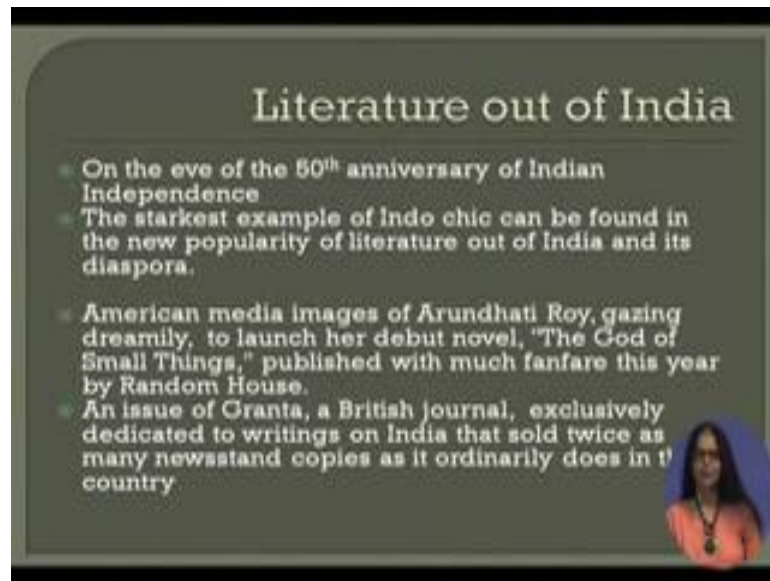 Literature out of India
On the eve of the 50th anniversary of Indian
Independence
The starkest example of Indo chic can be found in
the new popularity of literature out of India and its
diaspora.
American media images of Arundhati Roy, gazing
dreamily, to launch her debut novel, "The God of
Small Things," published with much fanfare this year
by Random House.
An issue of Granta, a British journal, exclusively
dedicated to writings on India that sold twice as
many newsstand copies as it ordinarily does in
country